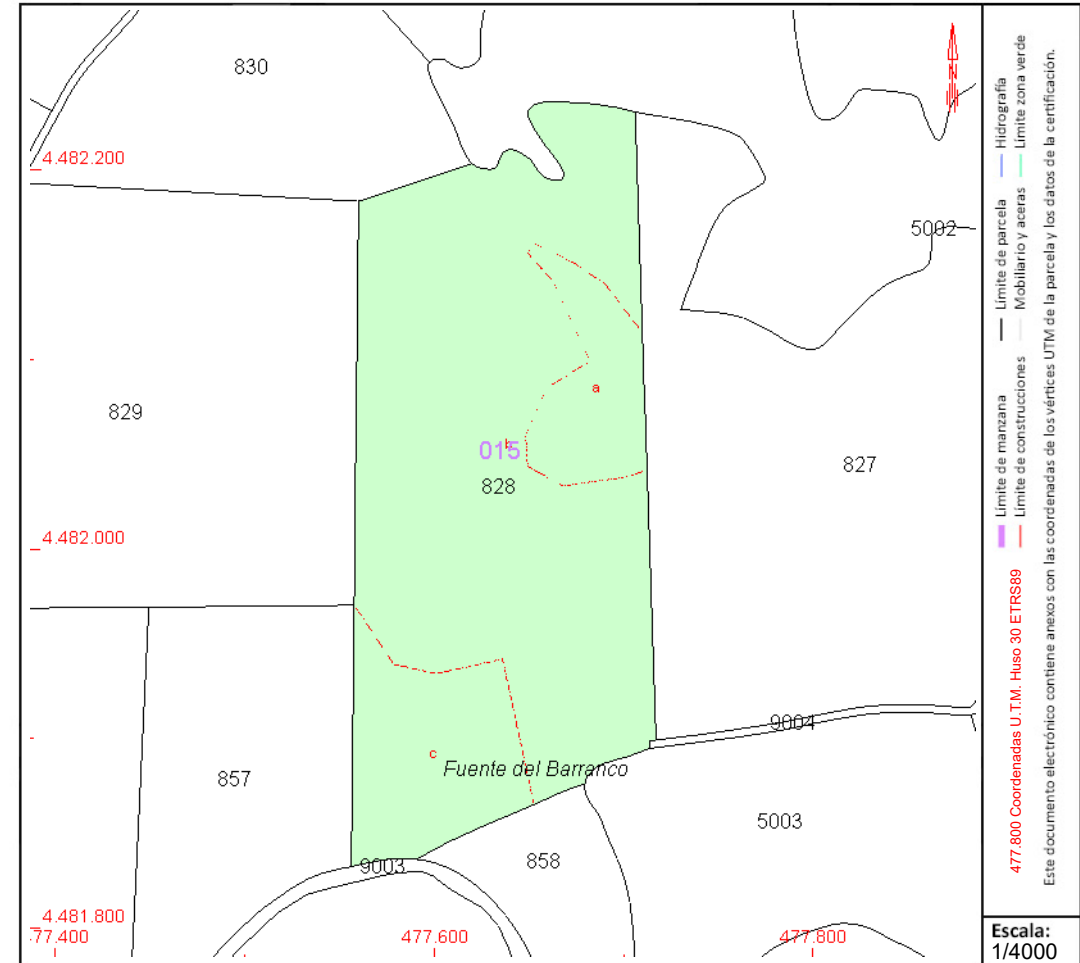 830
4.482.200
N
5002
829
a
b
015
828
827
4.482.000
9004
c
Fuente del Barranco
857
5003
858
9003
4.481.800
77.400
477.600
477.800
477.800 Coordenadas U.T.M. Huso 30 ETRS89
Límite de manzana
Límite de parcela
Hidrografía
Límite de construcciones
Mobiliario y aceras
Límite zona verde
Este documento electrónico contiene anexos con las coordenadas de los vértices UTM de la parcela y los datos de la certificación.
Escala:
1/4000